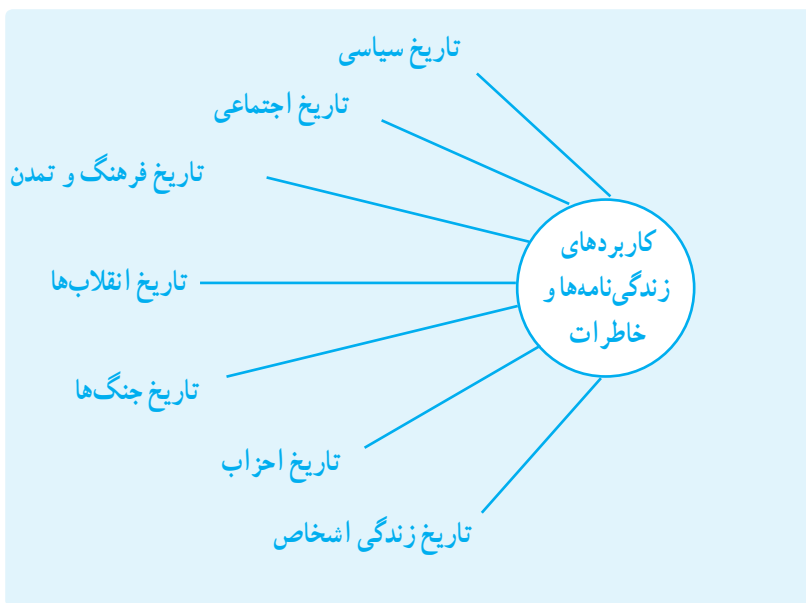 تاریخ سیاسی
تاریخ اجتماعی
تاریخ فرهنگ و تمدن
کاربردهای
زندگی‌نامه‌ها و
خاطرات
تاریخ انقلاب‌ها
تاریخ جنگ‌ها
تاریخ احزاب
تاریخ زندگی اشخاص